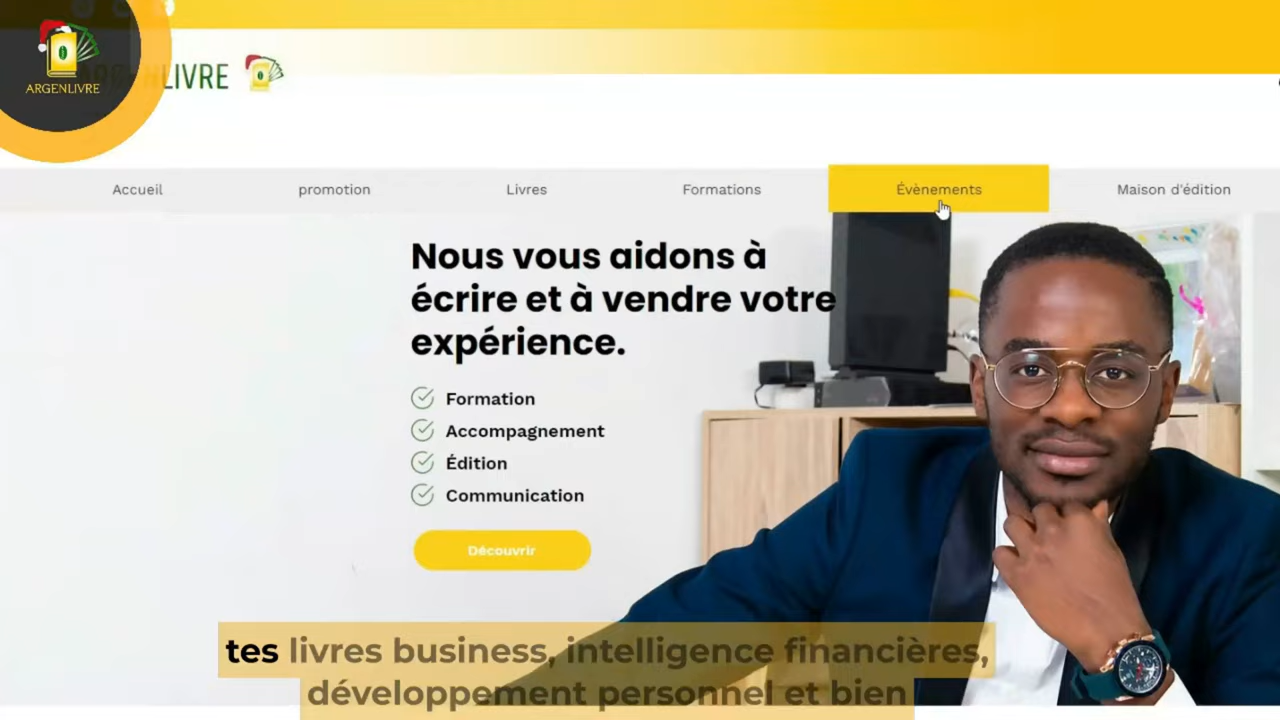 ARGENLIVRE
LIVRE
Accueil
promotion
Livres
Formations
Évènements
Maison d'édition
Nous vous aidons à
écrire et à vendre votre
expérience.
Formation
Accompagnement
Édition
Communication
Découvrir
tes livres business, intelligence financières,
développement personnel et bien